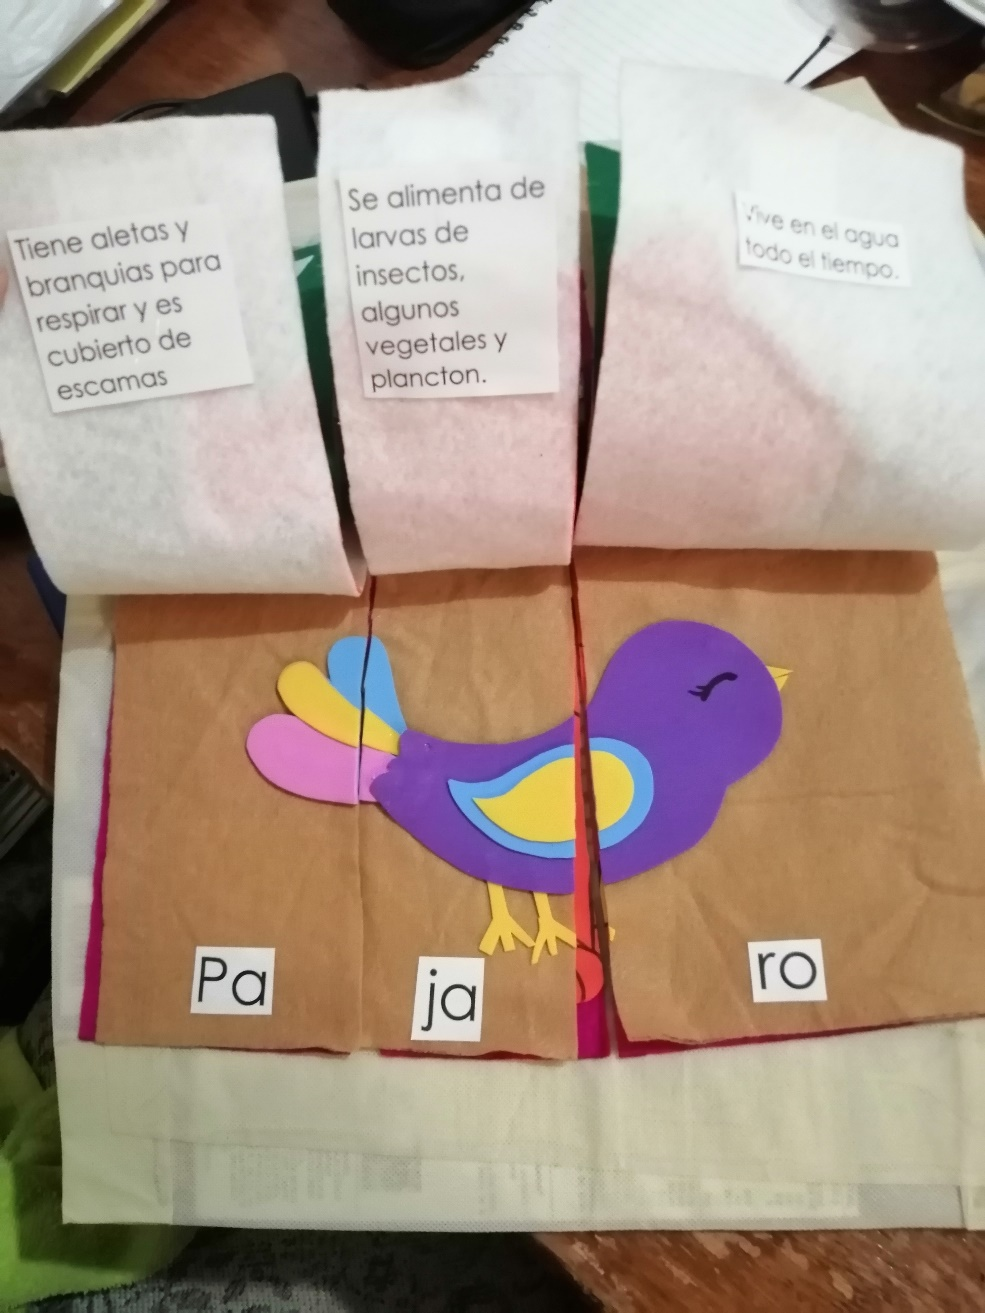 Tiene aletas y
branquias para
respirar y es
cubierto de
escamas
Se alimenta de
larvas de
insectos,
algunos
vegetales y
plancton.
Vive en el agua
todo el tiempo.
Pa
ja
ro